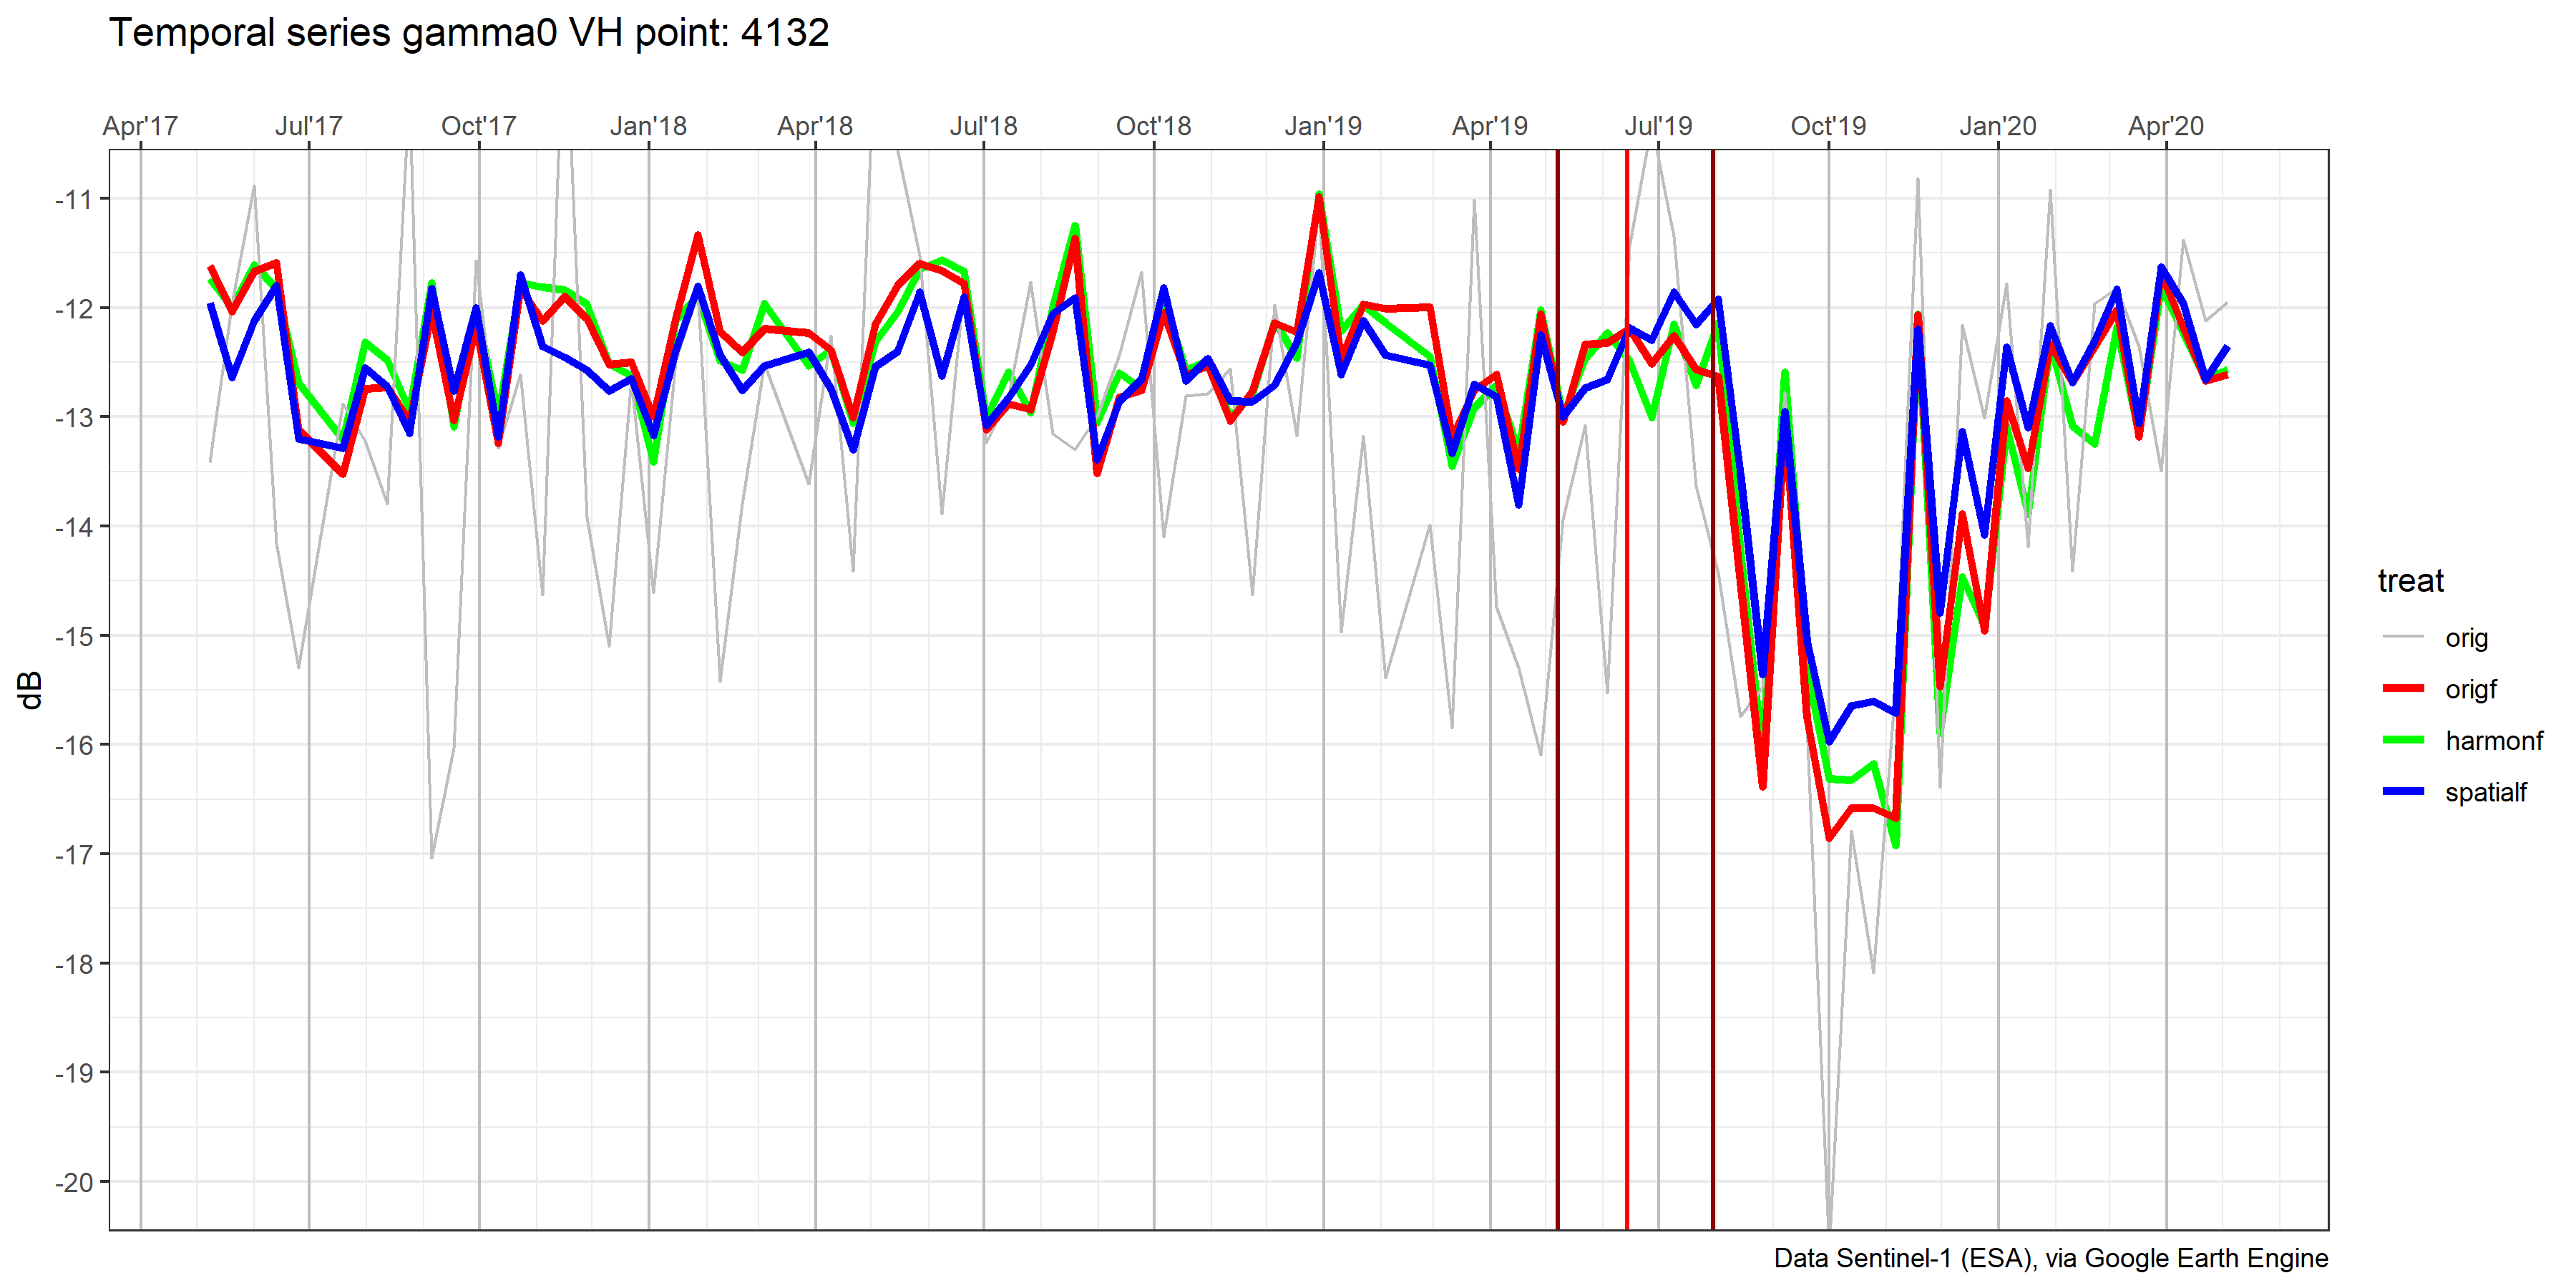 Temporal series gamma0 VH point: 4132
Apr'17 Jul'17 Oct'17 Jan'18 Apr'18 Jul'18 Oct'18 Jan'19 Apr'19 Jul'19 Oct'19 Jan'20 Apr'20
-11
-12
-13
-14
-15
-16
-17
-18
-19
-20
dB
treat
orig
origf
harmonf
spatialf
Data Sentinel-1 (ESA), via Google Earth Engine